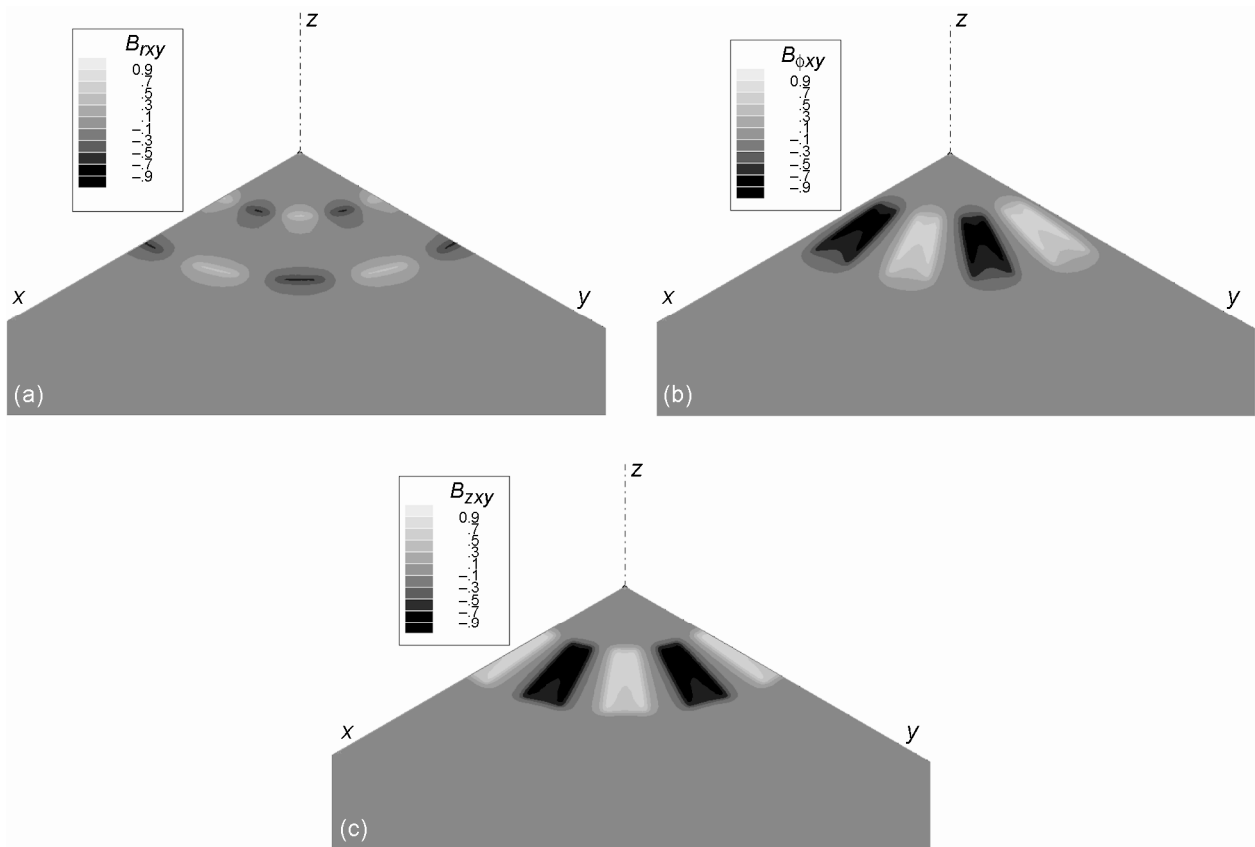 z
B_rxy
0.9
.7
.5
.3
.1
–.1
–.3
–.5
–.7
–.9
x
y
(a)
z
B_ϕxy
0.9
.7
.5
.3
.1
–.1
–.3
–.5
–.7
–.9
x
y
(b)
z
B_zxy
0.9
.7
.5
.3
.1
–.1
–.3
–.5
–.7
–.9
x
y
(c)